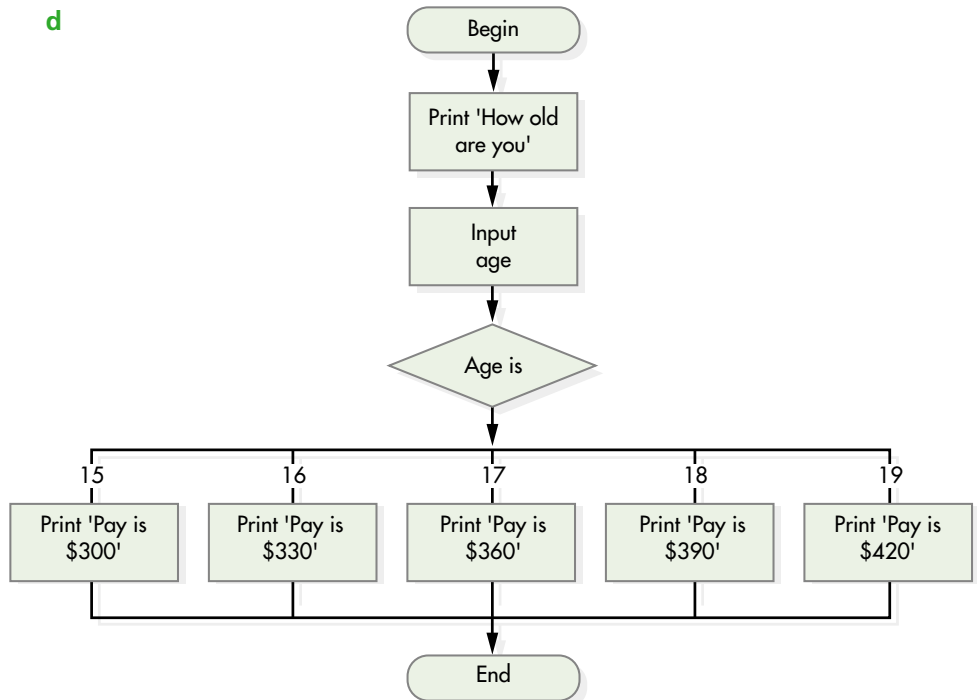 d
Begin
Print 'How old
are you'
Input
age
Age is
15
16
17
18
19
Print 'Pay is
$300'
Print 'Pay is
$330'
Print 'Pay is
$360'
Print 'Pay is
$390'
Print 'Pay is
$420'
End